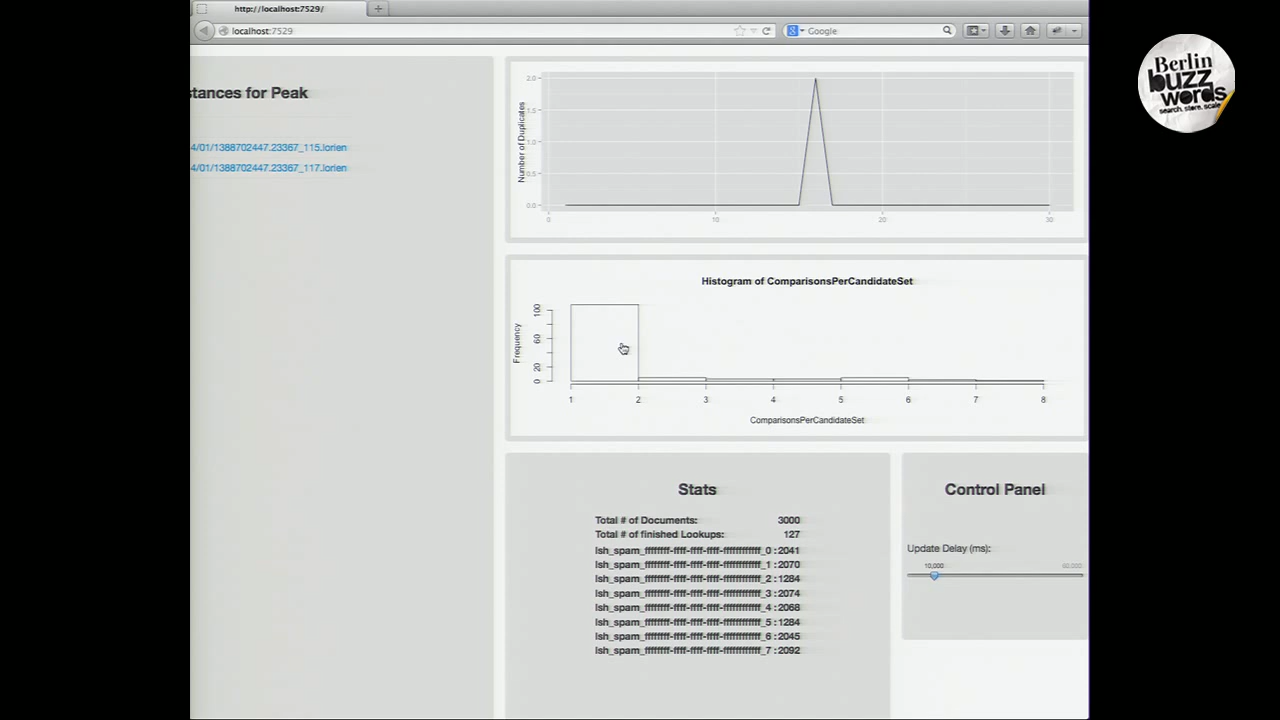 http://localhost:7529/
localhost:7529
Google
Berlin
buzz
words
search. store. scale
stances for Peak
4/01/1388702447.23367_115.lorien
4/01/1388702447.23367_117.lorien
Number of Duplicates
2.0
1.5
1.0
0.5
0.0
0 10 20 30
Histogram of ComparisonsPerCandidateSet
Frequency
100
60
20
0
1 2 3 4 5 6 7 8
ComparisonsPerCandidateSet
Stats
Total # of Documents: 3000
Total # of finished Lookups: 127
lsh_spam_ffffffff-ffff-ffff-ffff-ffffffffffff_0 : 2041
lsh_spam_ffffffff-ffff-ffff-ffff-ffffffffffff_1 : 2070
lsh_spam_ffffffff-ffff-ffff-ffff-ffffffffffff_2 : 1284
lsh_spam_ffffffff-ffff-ffff-ffff-ffffffffffff_3 : 2074
lsh_spam_ffffffff-ffff-ffff-ffff-ffffffffffff_4 : 2068
lsh_spam_ffffffff-ffff-ffff-ffff-ffffffffffff_5 : 1284
lsh_spam_ffffffff-ffff-ffff-ffff-ffffffffffff_6 : 2045
lsh_spam_ffffffff-ffff-ffff-ffff-ffffffffffff_7 : 2092
Control Panel
Update Delay (ms):
10,000 60,000